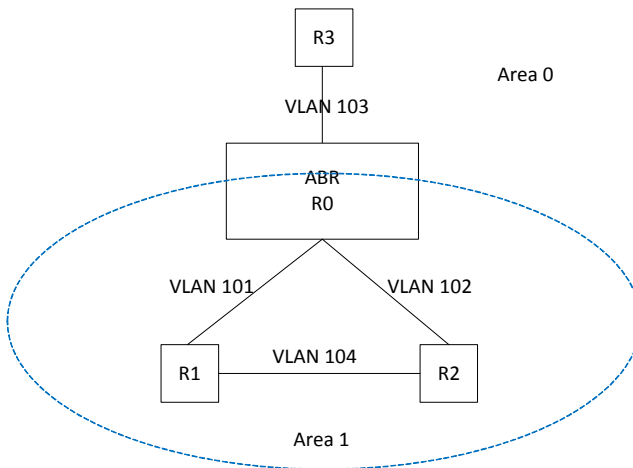 R3
Area 0
VLAN 103
ABR
R0
VLAN 101
VLAN 102
VLAN 104
R1
R2
Area 1